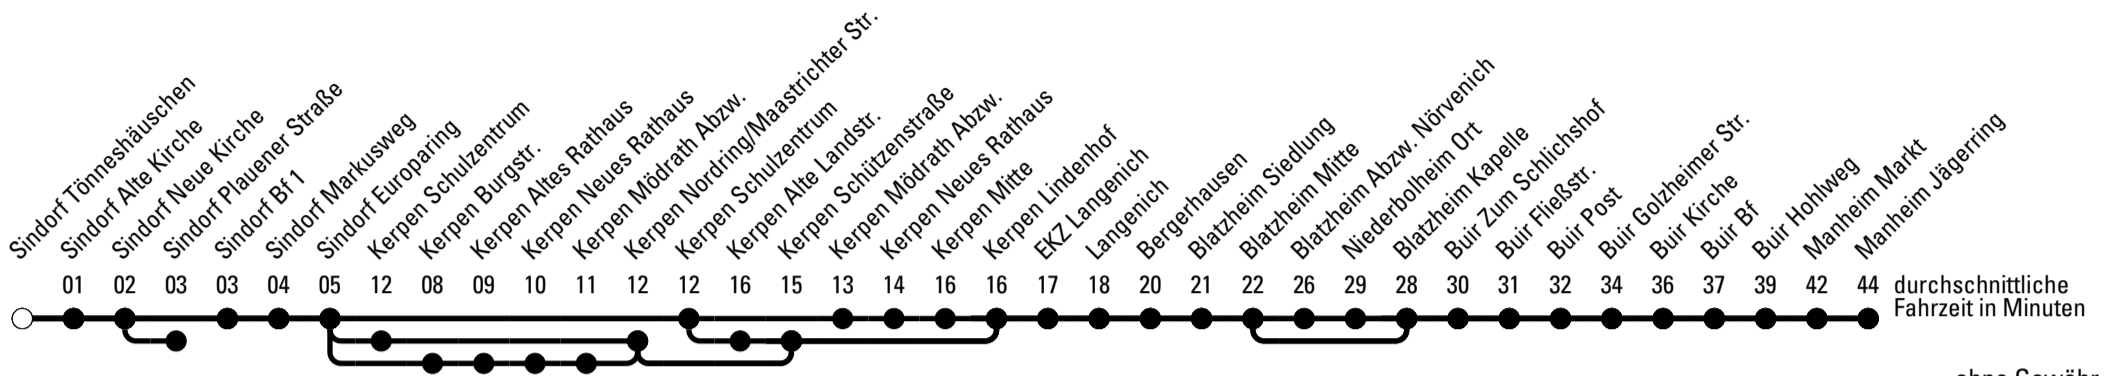 Sindorf Tönneshäuschen
Sindorf Alte Kirche
Sindorf Neue Kirche
Sindorf Plauener Straße
Sindorf Bf 1
Sindorf Markusweg
Sindorf Europaring
Kerpen Schulzentrum
Kerpen Burgstr.
Kerpen Altes Rathaus
Kerpen Neues Rathaus
Kerpen Mödrath Abzw.
Kerpen Nordring/Maastrichter Str.
Kerpen Schulzentrum
Kerpen Alte Landstr.
Kerpen Schützenstraße
Kerpen Mödrath Abzw.
Kerpen Neues Rathaus
Kerpen Mitte
Kerpen Lindenhof
EKZ Langenich
Langenich
Bergerhausen
Blatzheim Siedlung
Blatzheim Mitte
Blatzheim Abzw. Nörvenich
Niederbolheim Ort
Blatzheim Kapelle
Buir Zum Schlichshof
Buir Fließstr.
Buir Post
Buir Golzheimer Str.
Buir Kirche
Buir Bf
Buir Hohlweg
Manheim Markt
Manheim Jägerring
01 02 03 03 04 05 12 08 09 10 11 12 12 16 15 13 14 16 16 17 18 20 21 22 26 29 28 30 31 32 34 36 37 39 42 44 durchschnittliche
Fahrzeit in Minuten